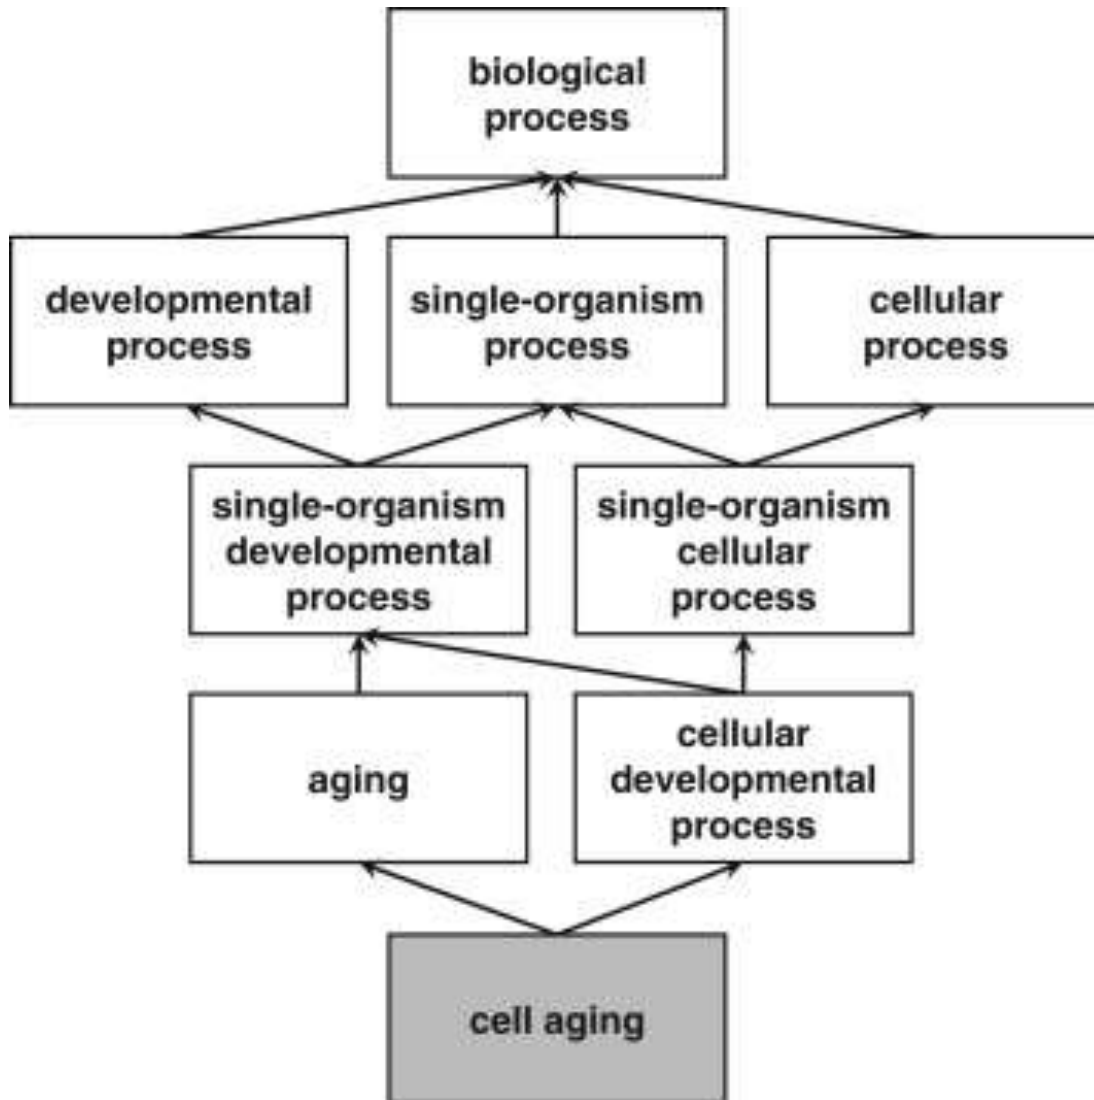 biological
process
developmental
process
single-organism
process
cellular
process
single-organism
developmental
process
single-organism
cellular
process
aging
cellular
developmental
process
cell aging